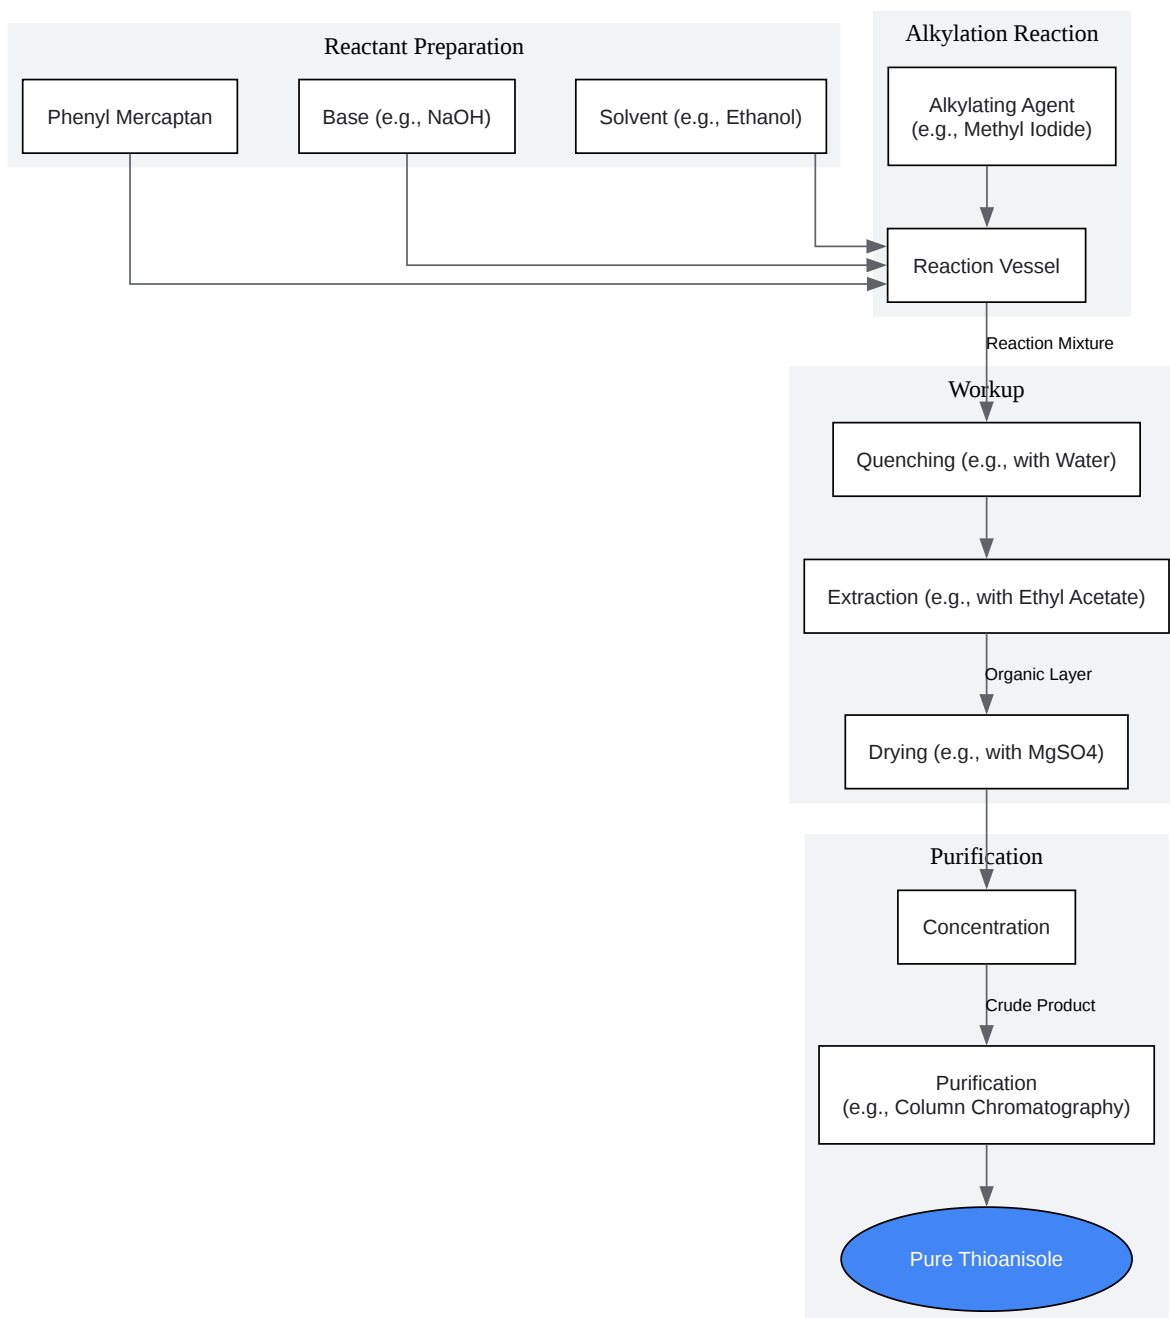 Reactant Preparation
Phenyl Mercaptan
Base (e.g., NaOH)
Solvent (e.g., Ethanol)
Alkylation Reaction
Alkylating Agent
(e.g., Methyl Iodide)
Reaction Vessel
Reaction Mixture
Workup
Quenching (e.g., with Water)
Extraction (e.g., with Ethyl Acetate)
Organic Layer
Drying (e.g., with MgSO4)
Purification
Concentration
Crude Product
Purification
(e.g., Column Chromatography)
Pure Thioanisole